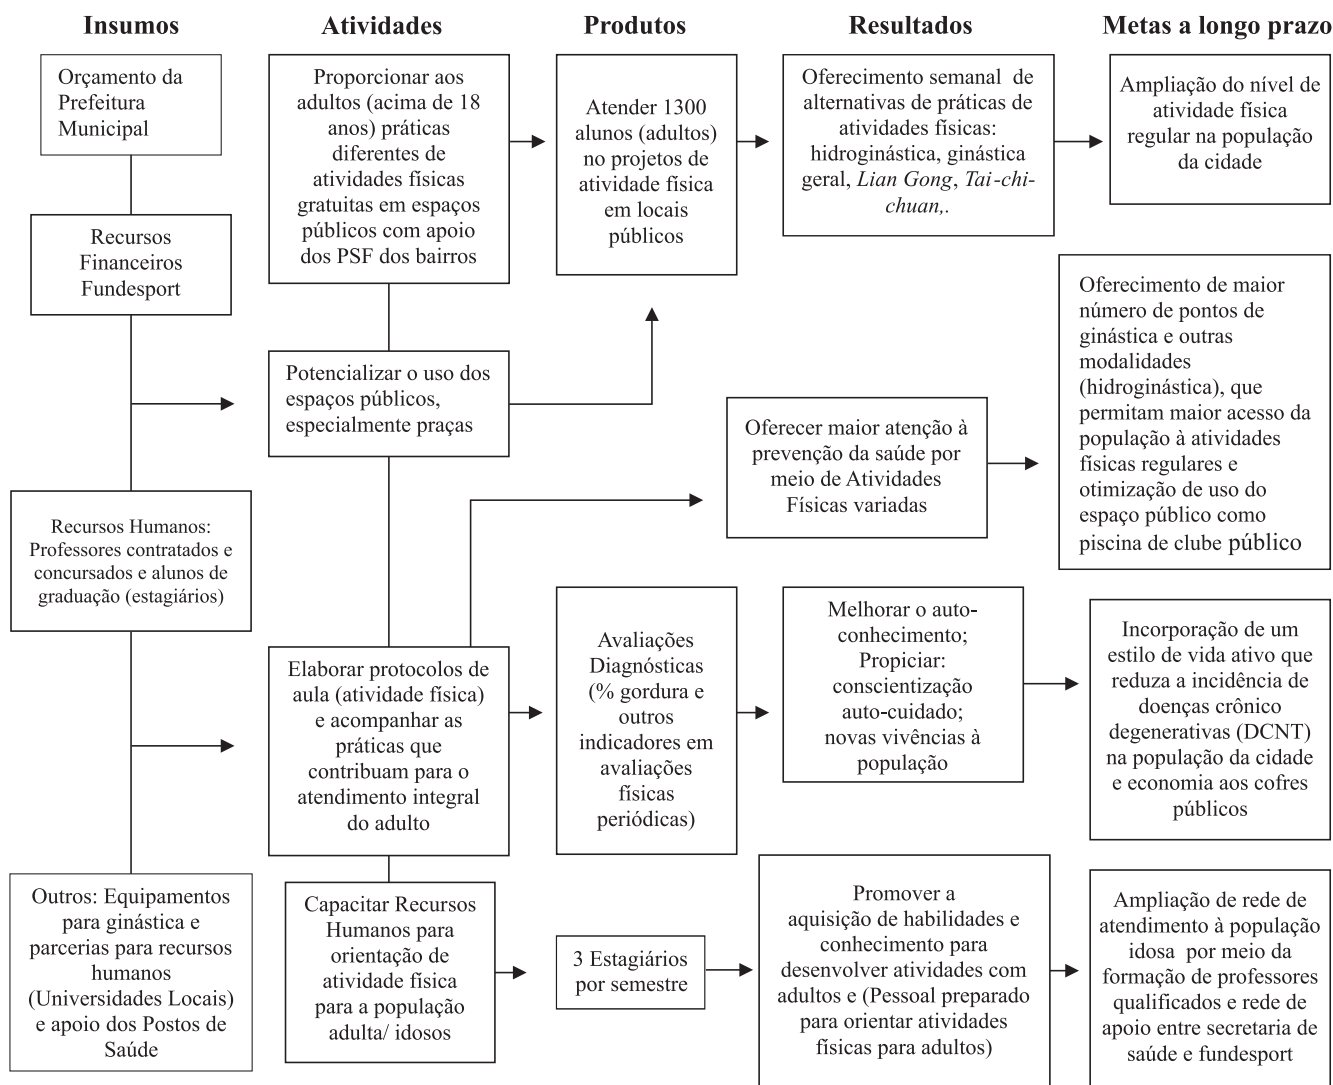 Insumos
Atividades
Produtos
Resultados
Metas a longo prazo
Orçamento da
Prefeitura
Municipal
Recursos
Financeiros
Fundesport
Recursos Humanos:
Professores contratados e
concursados e alunos de
graduação (estagiários)
Outros: Equipamentos
para ginástica e
parcerias para recursos
humanos
(Universidades Locais)
e apoio dos Postos de
Saúde
Proporcionar aos
adultos (acima de 18
anos) práticas
diferentes de
atividades físicas
gratuitas em espaços
públicos com apoio
dos PSF dos bairros
Potencializar o uso dos
espaços públicos,
especialmente praças
Elaborar protocolos de
aula (atividade física)
e acompanhar as
práticas que
contribuam para o
atendimento integral
do adulto
Capacitar Recursos
Humanos para
orientação de
atividade física
para a população
adulta/ idosos
Atender 1300
alunos (adultos)
no projetos de
atividade física
em locais
públicos
Avaliações
Diagnósticas
(% gordura e
outros
indicadores em
avaliações
físicas
periódicas)
3 Estagiários
por semestre
Oferecimento semanal de
alternativas de práticas de
atividades físicas:
hidroginástica, ginástica
geral, Lian Gong, Tai-chi-
chuan,.
Oferecer maior atenção à
prevenção da saúde por
meio de Atividades
Físicas variadas
Melhorar o auto-
conhecimento;
Propiciar:
conscientização
auto-cuidado;
novas vivências à
população
Promover a
aquisição de habilidades e
conhecimento para
desenvolver atividades com
adultos e (Pessoal preparado
para orientar atividades
físicas para adultos)
Ampliação do nível de
atividade física
regular na população
da cidade
Oferecimento de maior
número de pontos de
ginástica e outras
modalidades
(hidroginástica), que
permitam maior acesso da
população à atividades
físicas regulares e
otimização de uso do
espaço público como
piscina de clube público
Incorporação de um
estilo de vida ativo que
reduza a incidência de
doenças crônico
degenerativas (DCNT)
na população da cidade
e economia aos cofres
públicos
Ampliação de rede de
atendimento à população
idosa por meio da
formação de professores
qualificados e rede de
apoio entre secretaria de
saúde e fundesport